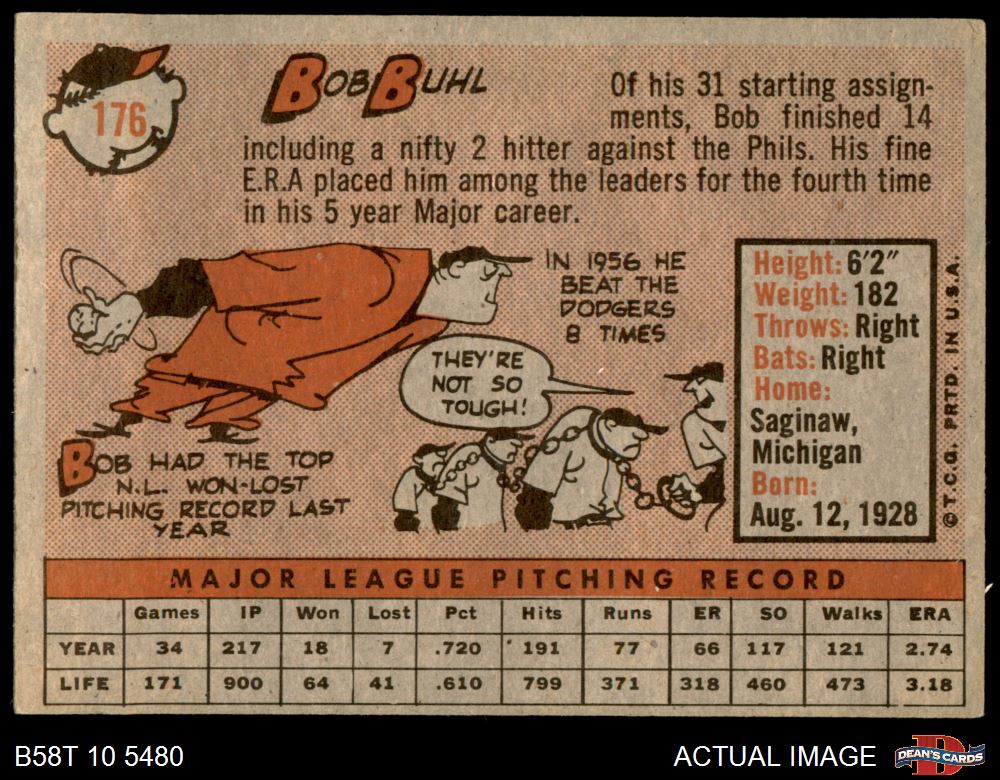 176
BOB BUHL
Of his 31 starting assign-
ments, Bob finished 14
including a nifty 2 hitter against the Phils. His fine
E.R.A placed him among the leaders for the fourth time
in his 5 year Major career.
IN 1956 HE
BEAT THE
DODGERS
8 TIMES
THEY'RE
NOT SO
TOUGH!
BOB HAD THE TOP
N.L. WON-LOST
PITCHING RECORD LAST
YEAR
Height: 6'2"
Weight: 182
Throws: Right
Bats: Right
Home:
Saginaw,
Michigan
Born:
Aug. 12, 1928
© T.C.G. PRTD. IN U.S.A.
MAJOR LEAGUE PITCHING RECORD
Games IP Won Lost Pct Hits Runs ER SO Walks ERA
YEAR 34 217 18 7 .720 191 77 66 117 121 2.74
LIFE 171 900 64 41 .610 799 371 318 460 473 3.18
B58T 10 5480
ACTUAL IMAGE
D
DEAN'S CARDS